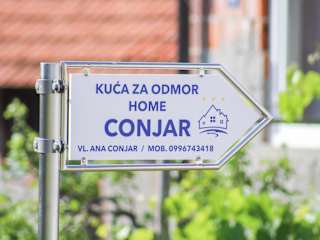 KUĆA ZA ODMOR
HOME
CONJAR
VL. ANA CONJAR / MOB. 0996743418